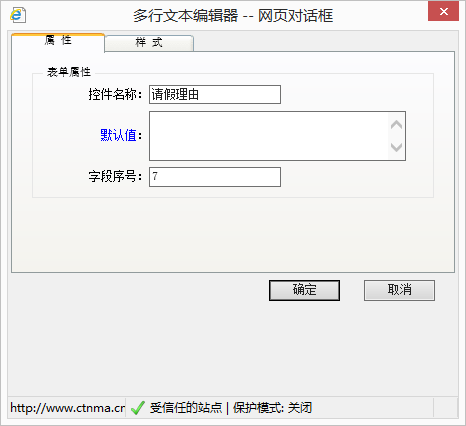 多行文本编辑器 -- 网页对话框
属 性
样 式
表单属性
控件名称: 请假理由
默认值:
字段序号: 7
确定
取消
http://www.ctnma.cn
受信任的站点 | 保护模式: 关闭